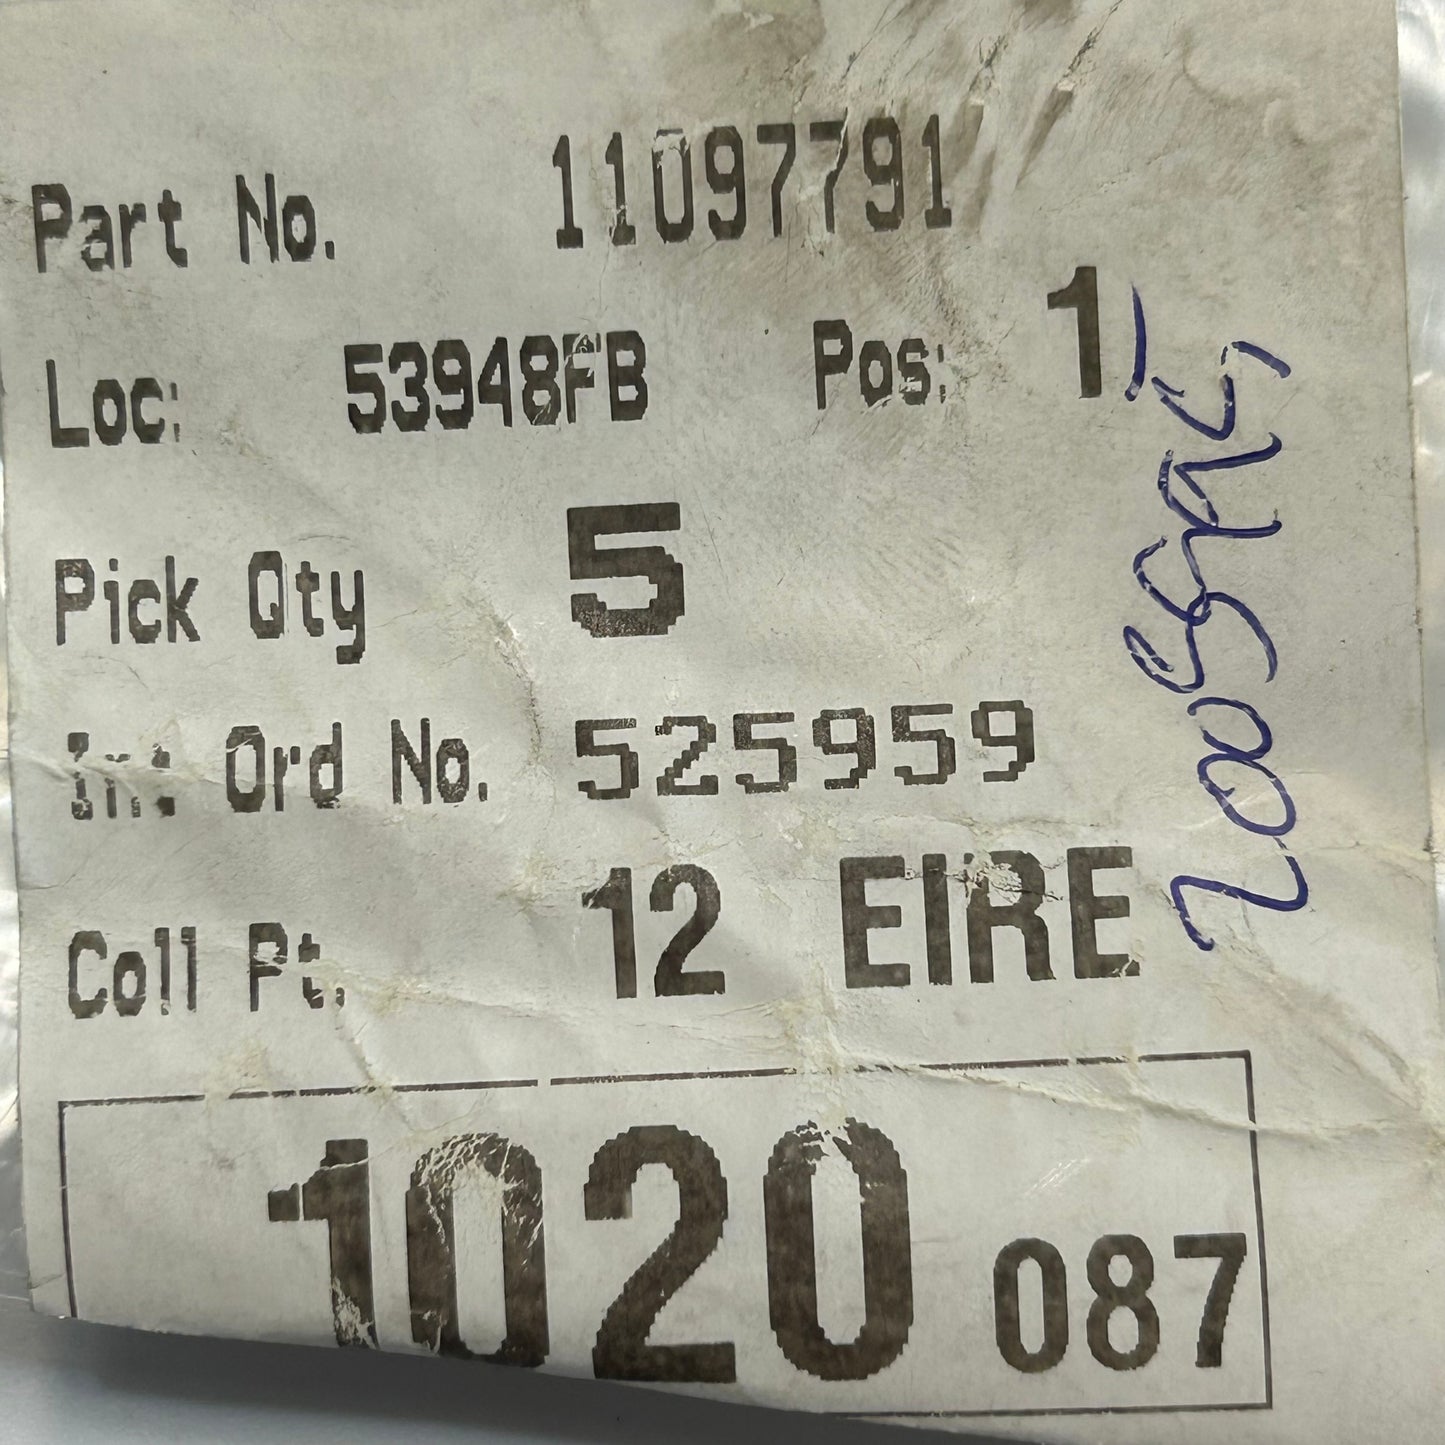 Part No. 11097791
Loc: 53948FB Pos: 1
Pick Qty 5
Int Ord No. 525959
Coll Pt. 12 EIRE
1020 087